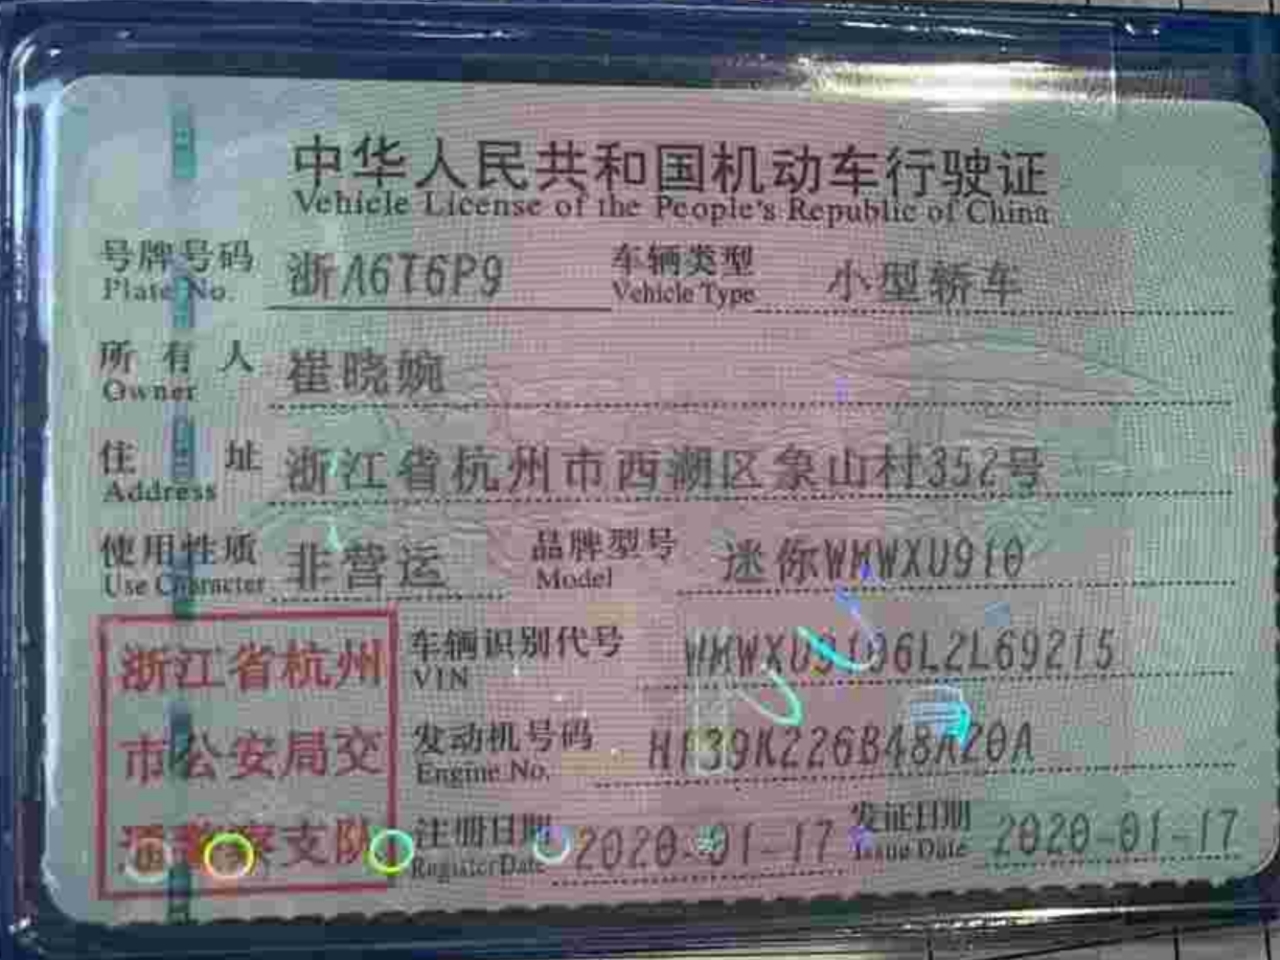 中华人民共和国机动车行驶证
Vehicle License of the People's Republic of China
号牌号码 浙A6T6P9 车辆类型 小型轿车
Plate No. Vehicle Type
所有人 崔晓婉
Owner
住址 浙江省杭州市西湖区象山村352号
Address
使用性质 非营运 品牌型号 迷你WMWXU910
Use Character Model
浙江省杭州
市公安局交
通警察支队
车辆识别代号 WMWXU9106L2L69215
VIN
发动机号码
Engine No.
注册日期 2020-01-17 发证日期 2020-01-17
Register Date Issue Date